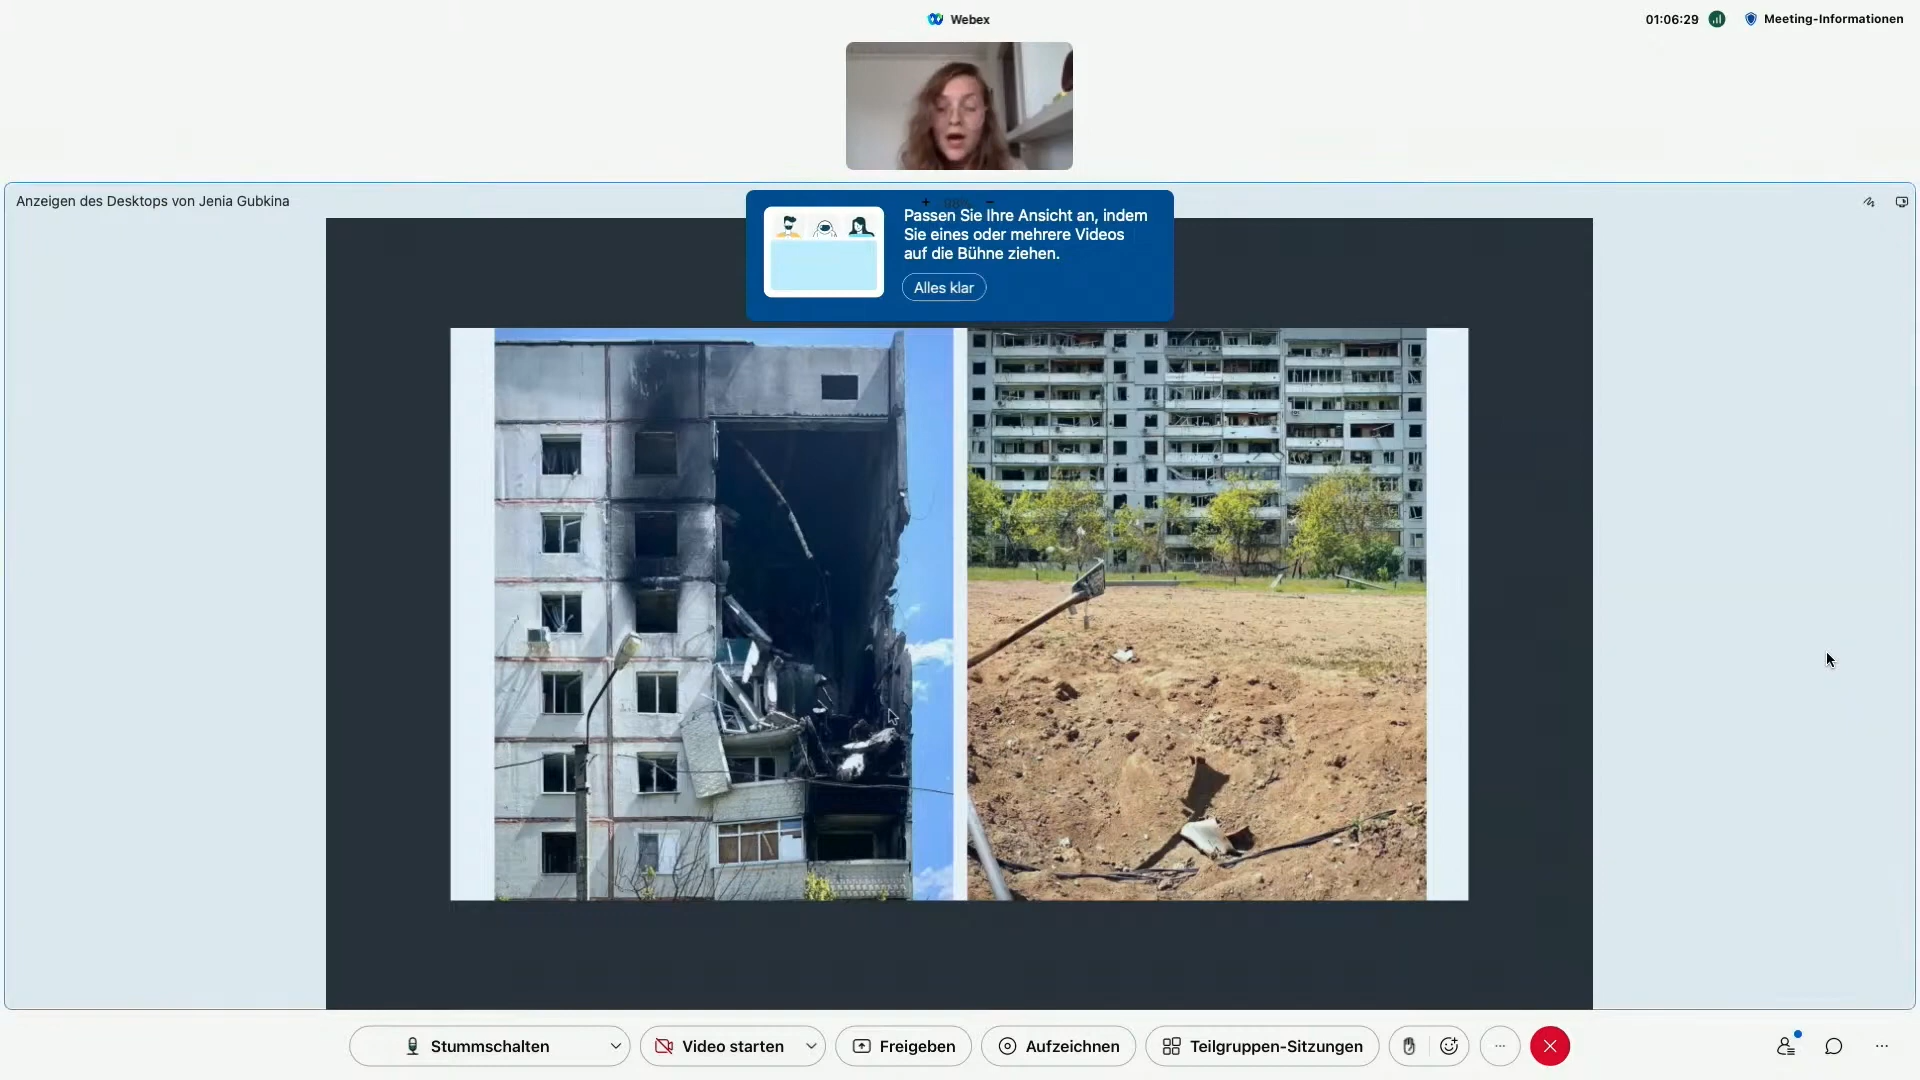 Webex
01:06:29
Meeting-Informationen
Anzeigen des Desktops von Jenia Gubkina
98%
Passen Sie Ihre Ansicht an, indem
Sie eines oder mehrere Videos
auf die Bühne ziehen.
Alles klar
Stummschalten
Video starten
Freigeben
Aufzeichnen
Teilgruppen-Sitzungen